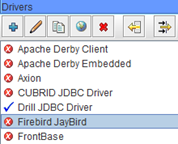 Drivers
Apache Derby Client
Apache Derby Embedded
Axion
CUBRID JDBC Driver
Drill JDBC Driver
Firebird JayBird
FrontBase